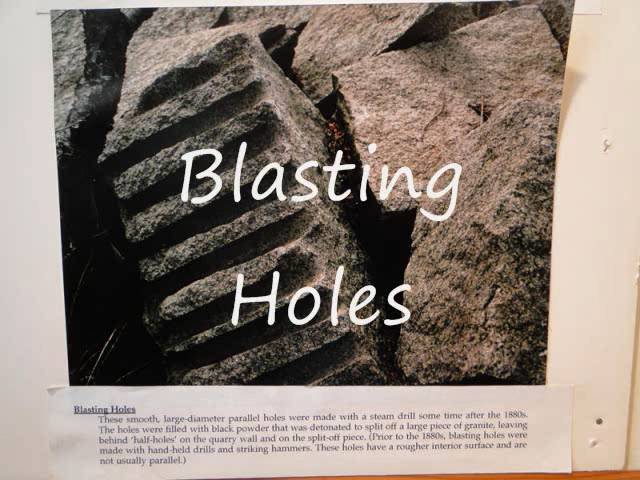 Blasting
Holes
Blasting Holes
These smooth, large-diameter parallel holes were made with a steam drill some time after the 1880s.
The holes were filled with black powder that was detonated to split off a large piece of granite, leaving
behind 'half-holes' on the quarry wall and on the split-off piece. (Prior to the 1880s, blasting holes were
made with hand-held drills and striking hammers. These holes have a rougher interior surface and are
not usually parallel.)